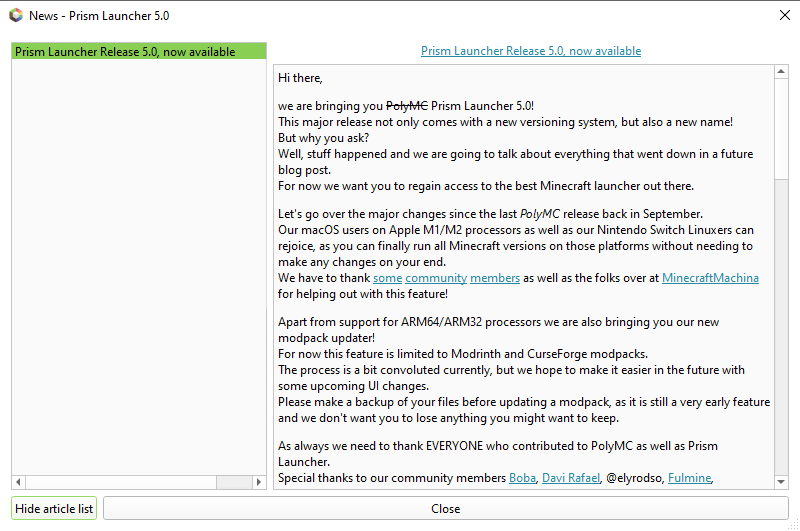 News - Prism Launcher 5.0
Prism Launcher Release 5.0, now available
Prism Launcher Release 5.0, now available
Hi there,
we are bringing you PolyMC Prism Launcher 5.0!
This major release not only comes with a new versioning system, but also a new name!
But why you ask?
Well, stuff happened and we are going to talk about everything that went down in a future
blog post.
For now we want you to regain access to the best Minecraft launcher out there.
Let's go over the major changes since the last PolyMC release back in September.
Our macOS users on Apple M1/M2 processors as well as our Nintendo Switch Linuxers can
rejoice, as you can finally run all Minecraft versions on those platforms without needing to
make any changes on your end.
We have to thank some community members as well as the folks over at MinecraftMachina
for helping out with this feature!
Apart from support for ARM64/ARM32 processors we are also bringing you our new
modpack updater!
For now this feature is limited to Modrinth and CurseForge modpacks.
The process is a bit convoluted currently, but we hope to make it easier in the future with
some upcoming UI changes.
Please make a backup of your files before updating a modpack, as it is still a very early feature
and we don't want you to lose anything you might want to keep.
As always we need to thank EVERYONE who contributed to PolyMC as well as Prism
Launcher.
Special thanks to our community members Boba, Davi Rafael, @elyrodso, Fulmine,
Hide article list
Close